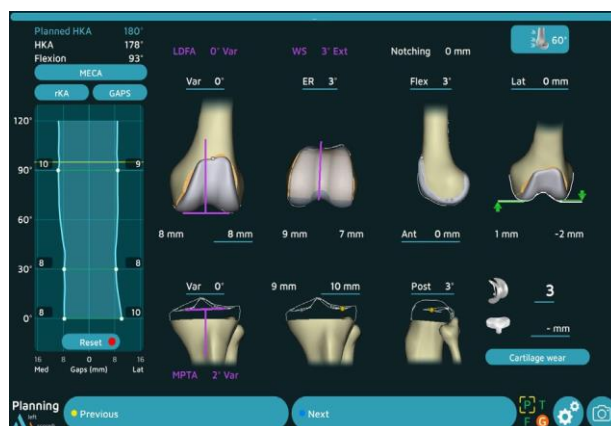 Planned HKA 180°
HKA 178°
Flexion 93°
MECA
rKA GAPS
LDFA 0° Var
WS 3° Ext
Notching 0 mm
60°
Var 0°
ER 3°
Flex 3°
Lat 0 mm
120°
10 9
90°
60°
8 8
30°
8 10
0°
Reset
16 8 0 8 16
Med Gaps (mm) Lat
8 mm 8 mm
9 mm 7 mm
Ant 0 mm
1 mm -2 mm
Var 0°
9 mm 10 mm
Post 3°
3
- mm
MPTA 2° Var
Cartilage wear
Planning
left
Previous
Next
P T
F G